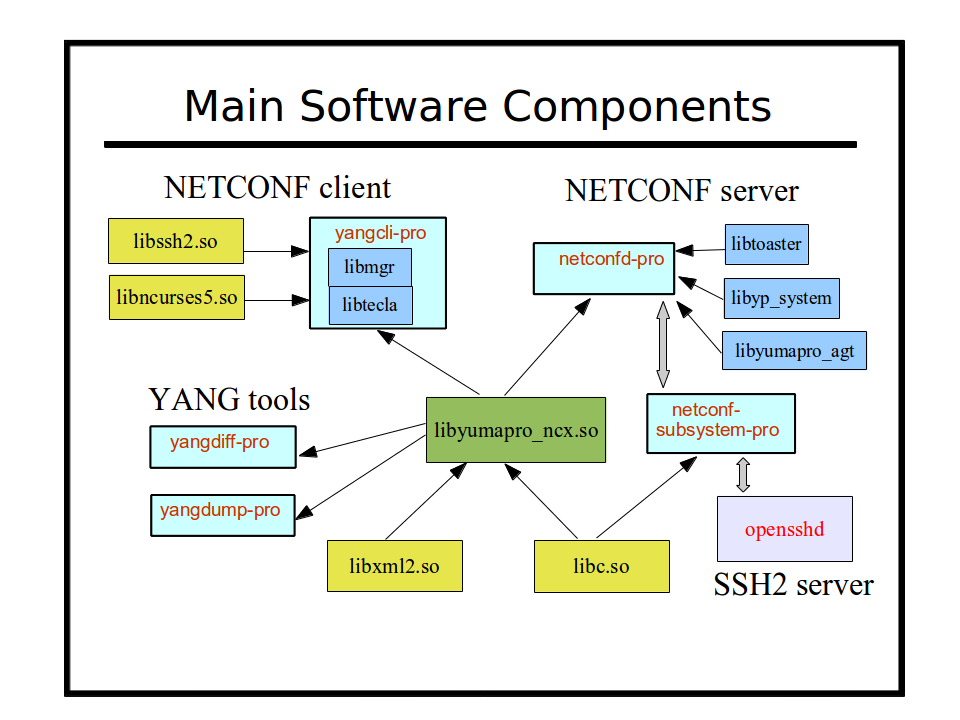 Main Software Components
NETCONF client
NETCONF server
libssh2.so
yangcli-pro
libmgr
libtecla
libncurses5.so
netconfd-pro
libtoaster
libyp_system
libyumapro_agt
YANG tools
yangdiff-pro
yangdump-pro
libyumapro_ncx.so
netconf-
subsystem-pro
libxml2.so
libc.so
opensshd
SSH2 server